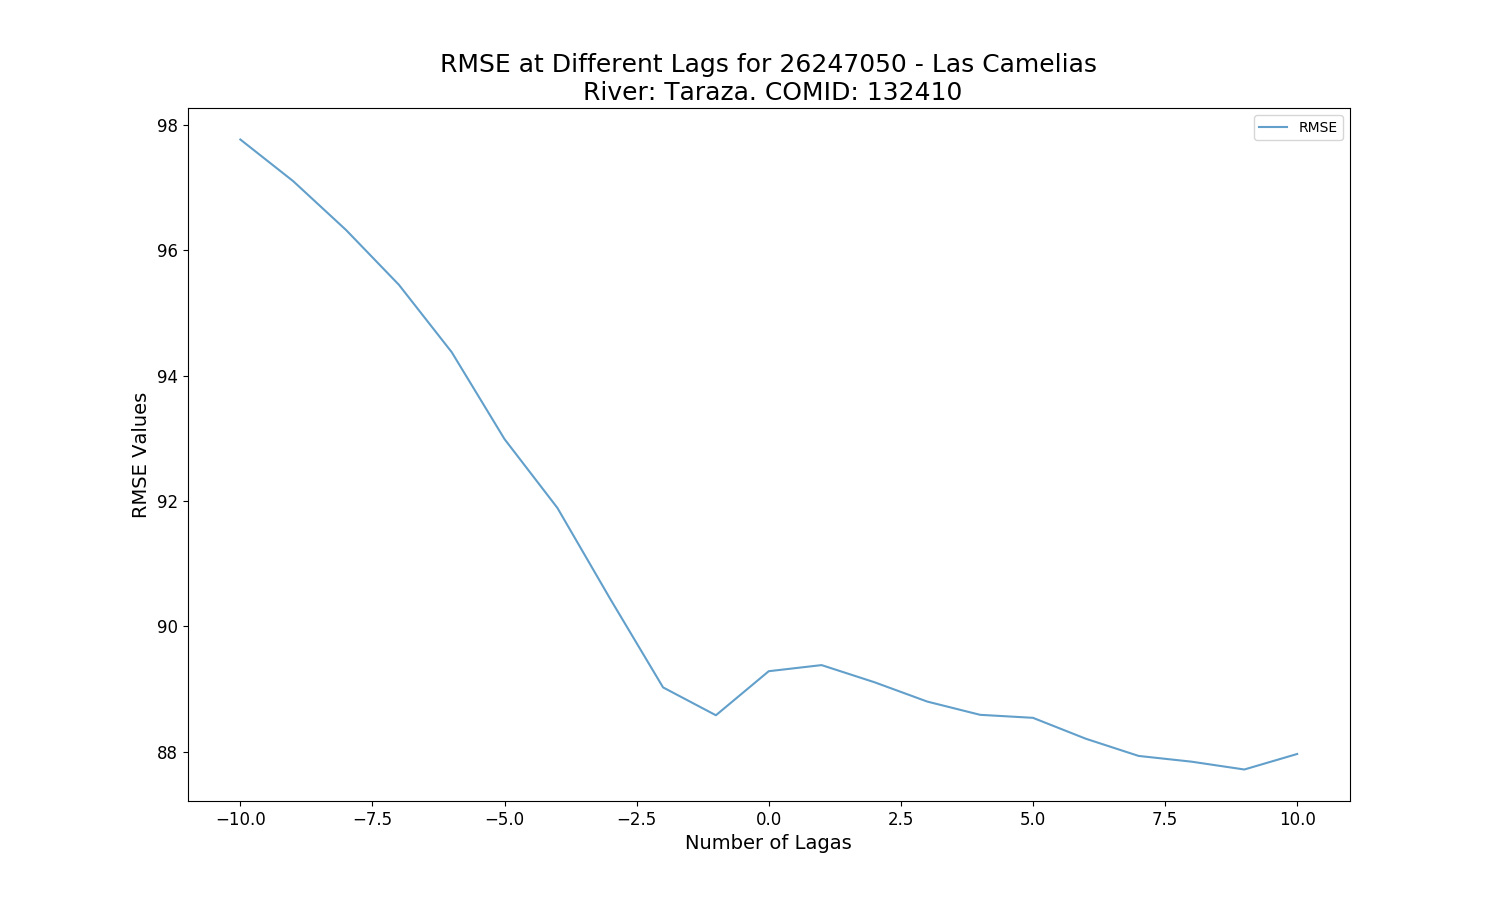 RMSE at Different Lags for 26247050 - Las Camelias
River: Taraza. COMID: 132410
RMSE
98
96
94
92
90
88
RMSE Values
−10.0 −7.5 −5.0 −2.5 0.0 2.5 5.0 7.5 10.0
Number of Lagas